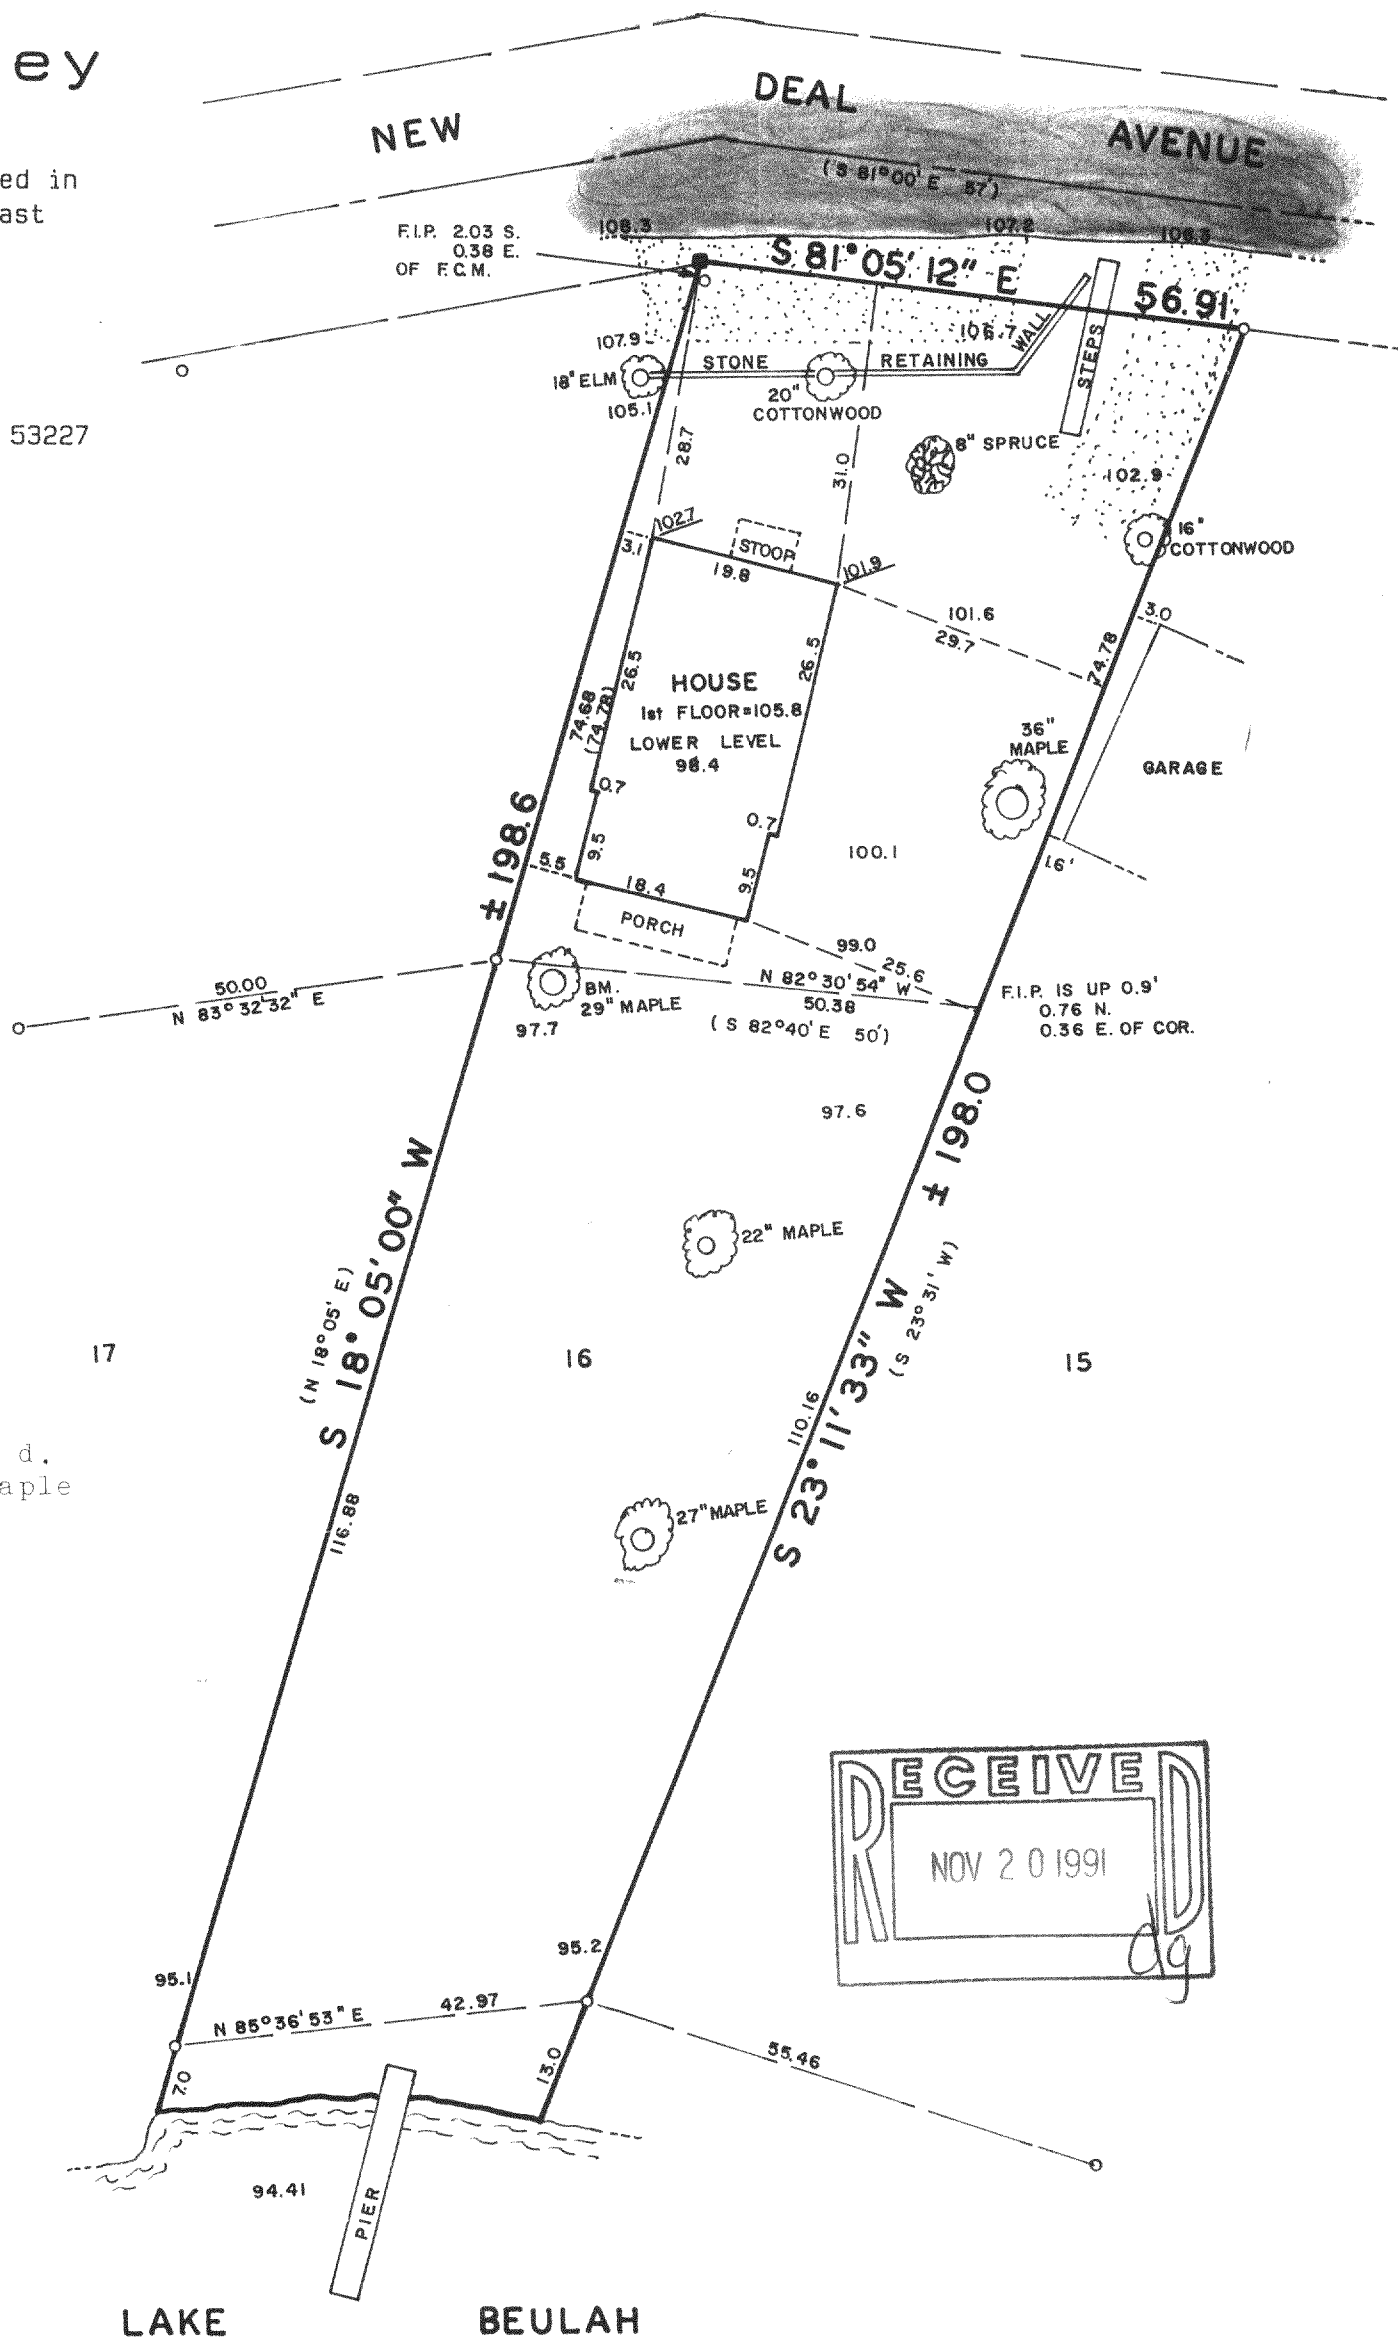 ey
NEW DEAL AVENUE
(S 81°00' E 57')
ed in
ast
F.I.P. 2.03 S.
0.38 E.
OF F.C.M.
108.3
107.2
S 81°05'12" E 56.91
107.9
106.7
STONE RETAINING WALL
STEPS
18" ELM
20"
COTTONWOOD
105.1
53227
28.7
31.0
8" SPRUCE
102.9
16"
COTTONWOOD
102.7
STOOP
3.1
19.8
101.9
101.6
29.7
3.0
74.78
26.5
26.5
HOUSE
1st FLOOR=105.8
LOWER LEVEL
98.4
74.68
(74.78)
36"
MAPLE
GARAGE
0.7
0.7
± 198.6
9.5
9.5
100.1
1.6'
5.5
18.4
PORCH
99.0
25.6
50.00
N 83°32'32" E
BM.
29" MAPLE
97.7
N 82°30'54" W
50.38
(S 82°40' E 50')
F.I.P. IS UP 0.9'
0.76 N.
0.36 E. OF COR.
97.6
± 198.0
22" MAPLE
S 18°05'00" W
(N 18°05' E)
S 23°11'33" W
(S 23°31' W)
17
16
15
110.16
d.
aple
116.88
27" MAPLE
RECEIVED
NOV 20 1991
dg
95.2
95.1
N 85°36'53" E
42.97
55.46
7.0
13.0
94.41
PIER
LAKE BEULAH